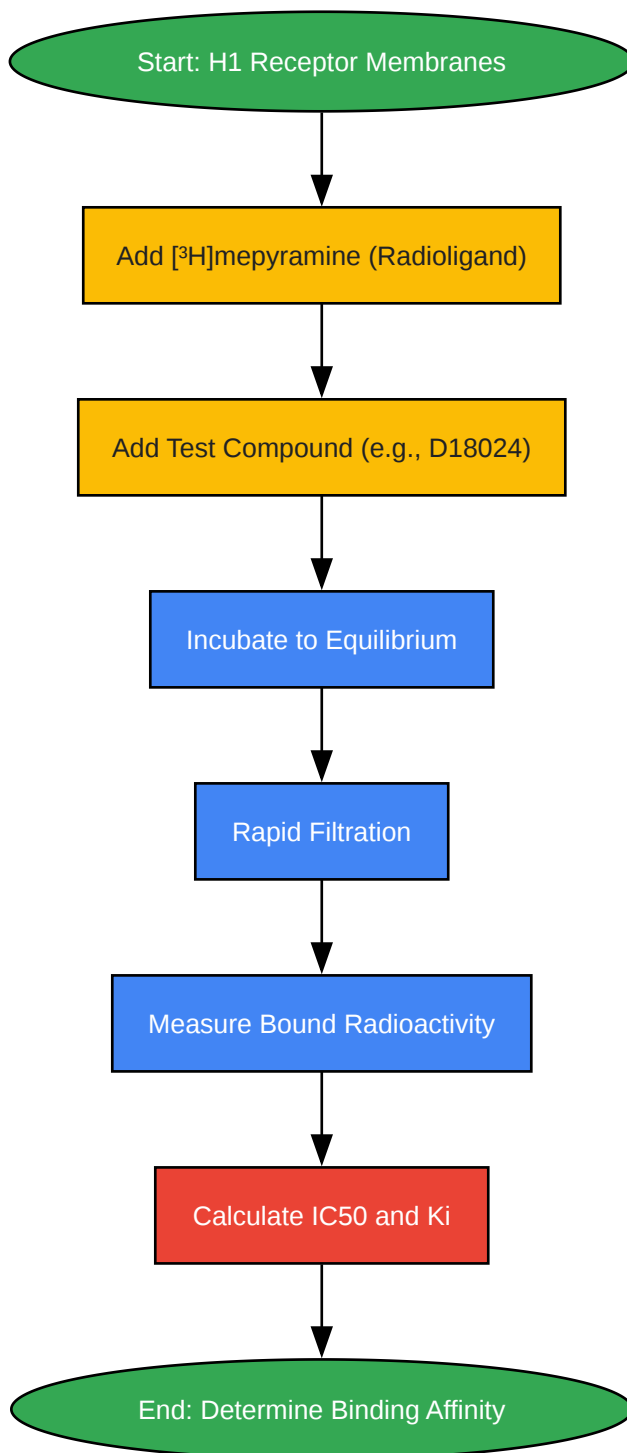 Start: H1 Receptor Membranes
Add [³H]mepyramine (Radioligand)
Add Test Compound (e.g., D18024)
Incubate to Equilibrium
Rapid Filtration
Measure Bound Radioactivity
Calculate IC50 and Ki
End: Determine Binding Affinity